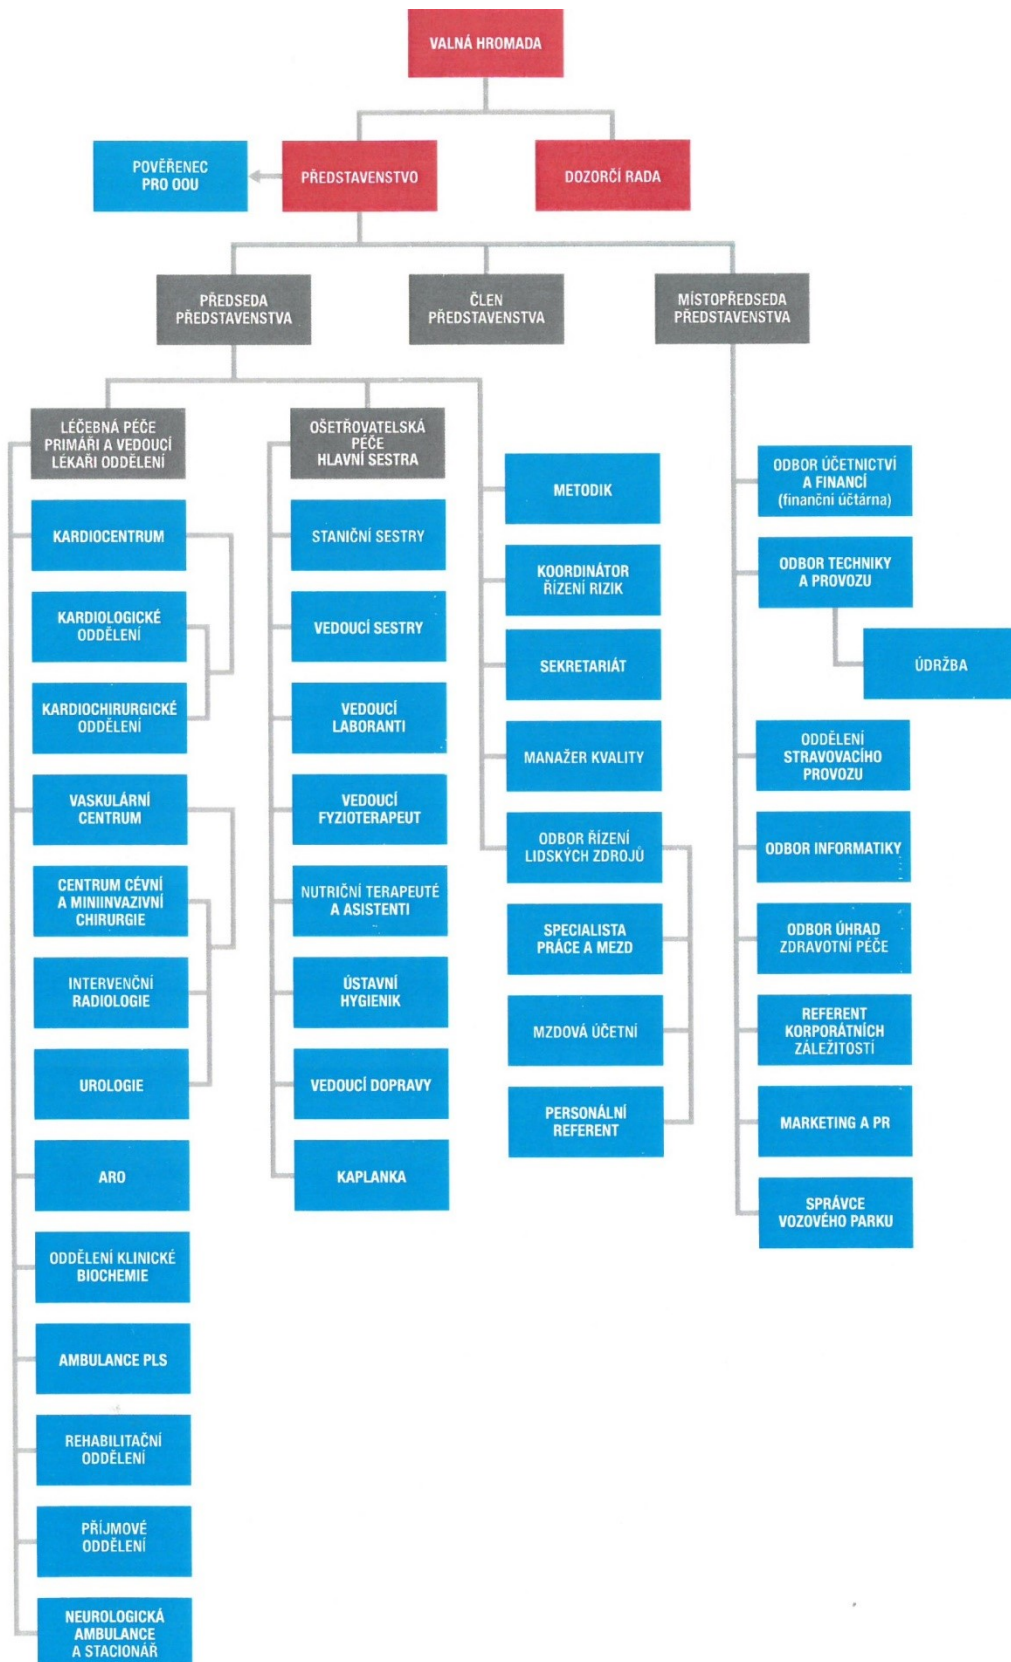 VALNÁ HROMADA
POVĚŘENEC
PRO OOU
PŘEDSTAVENSTVO
DOZORČÍ RADA
PŘEDSEDA
PŘEDSTAVENSTVA
ČLEN
PŘEDSTAVENSTVA
MÍSTOPŘEDSEDA
PŘEDSTAVENSTVA
LÉČEBNÁ PÉČE
PRIMÁŘI A VEDOUCÍ
LÉKAŘI ODDĚLENÍ
KARDIOCENTRUM
KARDIOLOGICKÉ
ODDĚLENÍ
KARDIOCHIRURGICKÉ
ODDĚLENÍ
VASKULÁRNÍ
CENTRUM
CENTRUM CÉVNÍ
A MINIINVAZIVNÍ
CHIRURGIE
INTERVENČNÍ
RADIOLOGIE
UROLOGIE
ARO
ODDĚLENÍ KLINICKÉ
BIOCHEMIE
AMBULANCE PLS
REHABILITAČNÍ
ODDĚLENÍ
PŘÍJMOVÉ
ODDĚLENÍ
NEUROLOGICKÁ
AMBULANCE
A STACIONÁŘ
OŠETŘOVATELSKÁ
PÉČE
HLAVNÍ SESTRA
STANIČNÍ SESTRY
VEDOUCÍ SESTRY
VEDOUCÍ
LABORANTI
VEDOUCÍ
FYZIOTERAPEUT
NUTRIČNÍ TERAPEUTÉ
A ASISTENTI
ÚSTAVNÍ
HYGIENIK
VEDOUCÍ DOPRAVY
KAPLANKA
METODIK
KOORDINÁTOR
ŘÍZENÍ RIZIK
SEKRETARIÁT
MANAŽER KVALITY
ODBOR ŘÍZENÍ
LIDSKÝCH ZDROJŮ
SPECIALISTA
PRÁCE A MEZD
MZDOVÁ ÚČETNÍ
PERSONÁLNÍ
REFERENT
ODBOR ÚČETNICTVÍ
A FINANCÍ
(finanční účtárna)
ODBOR TECHNIKY
A PROVOZU
ÚDRŽBA
ODDĚLENÍ
STRAVOVACÍHO
PROVOZU
ODBOR INFORMATIKY
ODBOR ÚHRAD
ZDRAVOTNÍ PÉČE
REFERENT
KORPORÁTNÍCH
ZÁLEŽITOSTÍ
MARKETING A PR
SPRÁVCE
VOZOVÉHO PARKU